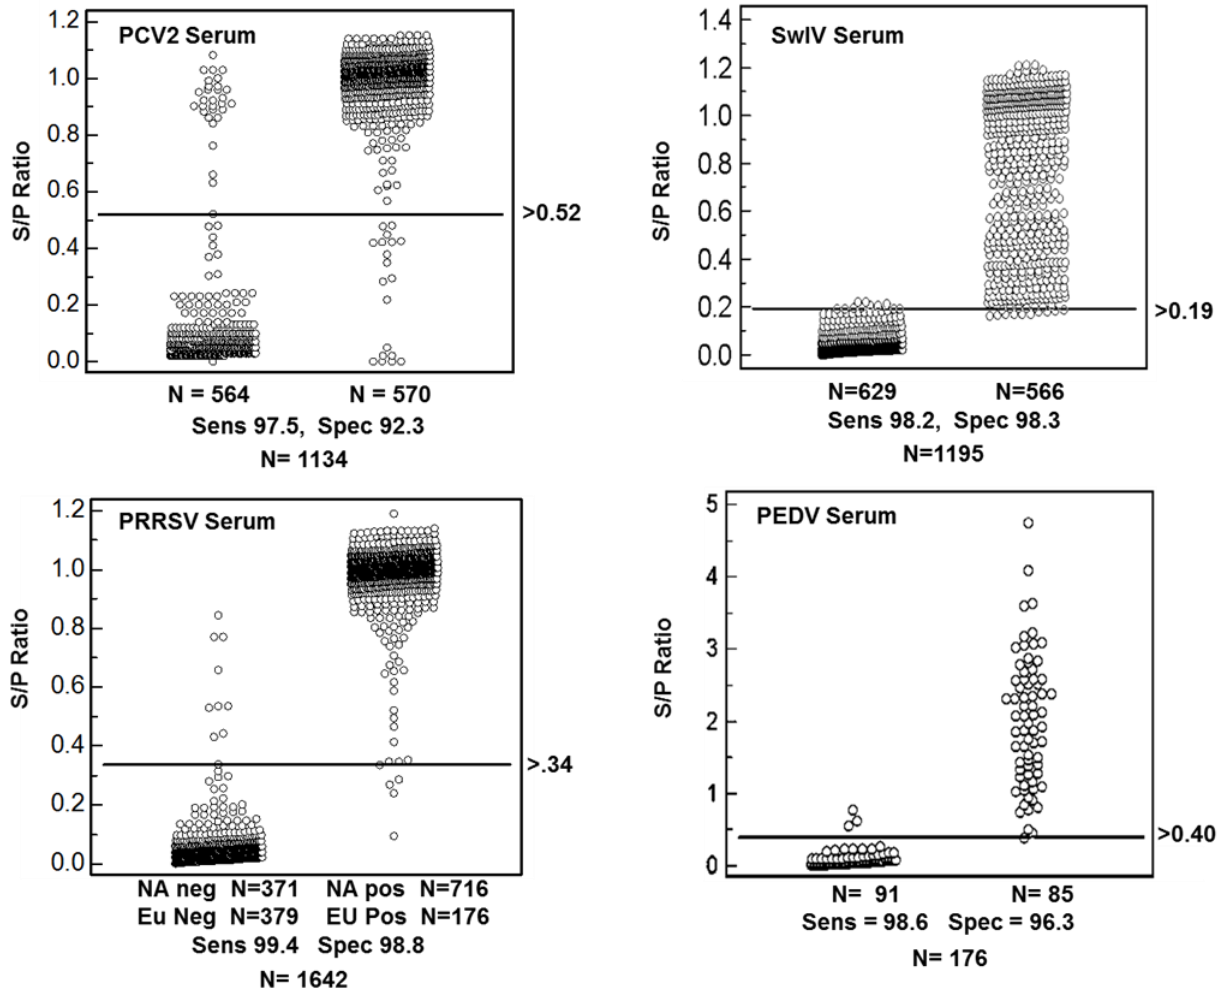 PCV2 Serum
S/P Ratio
1.2
1.0
0.8
0.6
0.4
0.2
0.0
>0.52
N = 564 N = 570
Sens 97.5, Spec 92.3
N= 1134
SwIV Serum
S/P Ratio
1.4
1.2
1.0
0.8
0.6
0.4
0.2
0.0
>0.19
N=629 N=566
Sens 98.2, Spec 98.3
N=1195
PRRSV Serum
S/P Ratio
1.2
1.0
0.8
0.6
0.4
0.2
0.0
>.34
NA neg N=371 NA pos N=716
Eu Neg N=379 EU Pos N=176
Sens 99.4 Spec 98.8
N= 1642
PEDV Serum
S/P Ratio
5
4
3
2
1
0
>0.40
N= 91 N= 85
Sens = 98.6 Spec = 96.3
N= 176